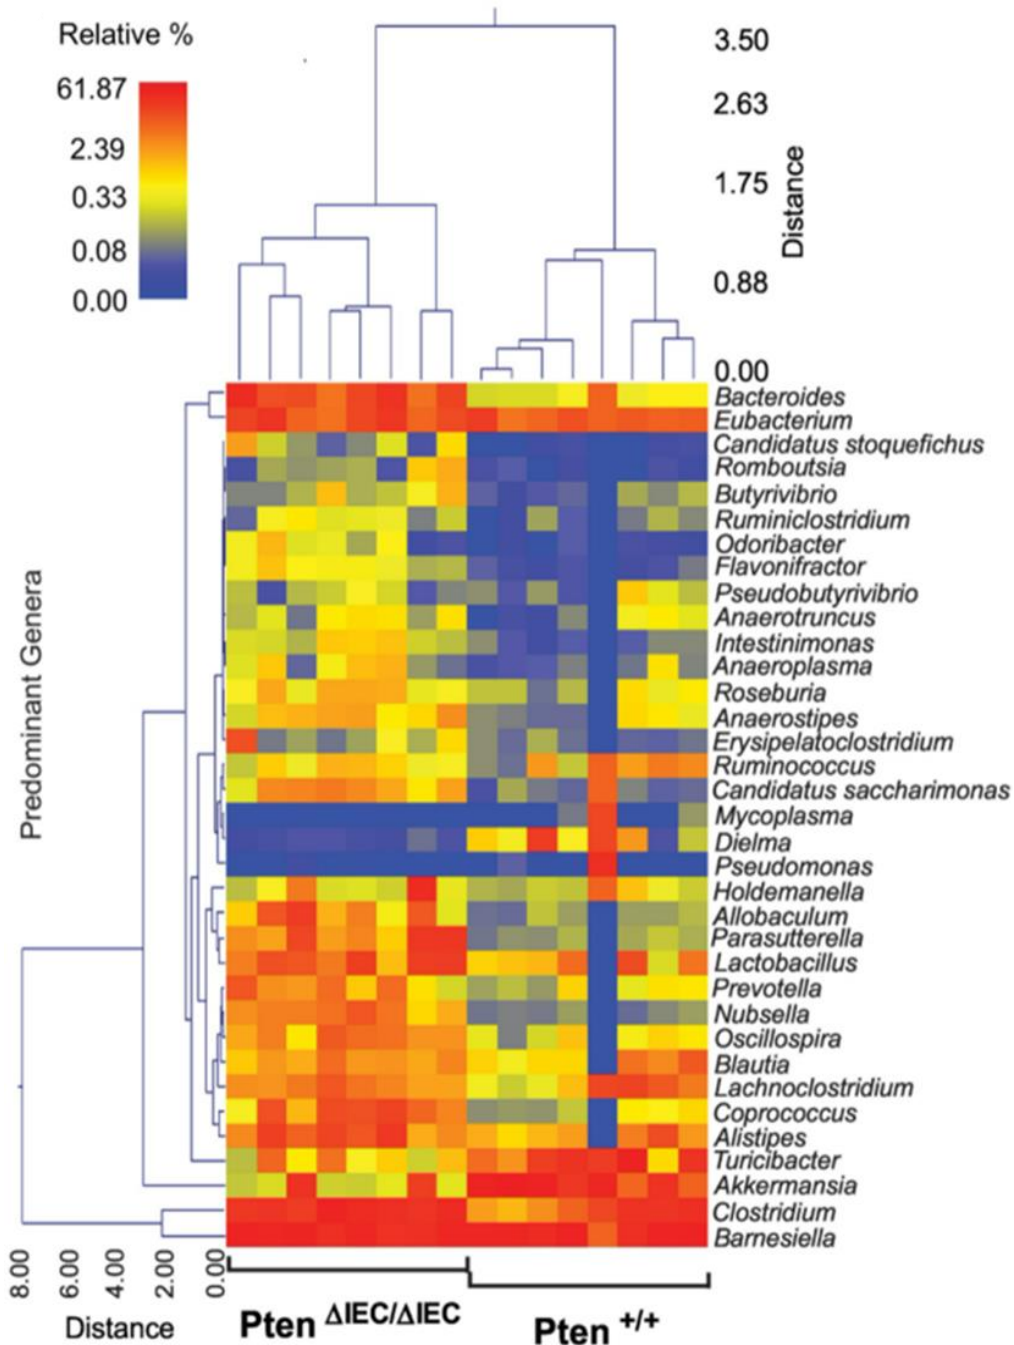 Relative %
61.87
2.39
0.33
0.08
0.00
3.50
2.63
1.75
0.88
0.00
Distance
Predominant Genera
Bacteroides
Eubacterium
Candidatus stoquefichus
Romboutsia
Butyrivibrio
Ruminiclostridium
Odoribacter
Flavonifractor
Pseudobutyrivibrio
Anaerotruncus
Intestinimonas
Anaeroplasma
Roseburia
Anaerostipes
Erysipelatoclostridium
Ruminococcus
Candidatus saccharimonas
Mycoplasma
Dielma
Pseudomonas
Holdemanella
Allobaculum
Parasutterella
Lactobacillus
Prevotella
Nubsella
Oscillospira
Blautia
Lachnoclostridium
Coprococcus
Alistipes
Turicibacter
Akkermansia
Clostridium
Barnesiella
8.00 6.00 4.00 2.00 0.00
Distance
Pten ΔIEC/ΔIEC
Pten +/+